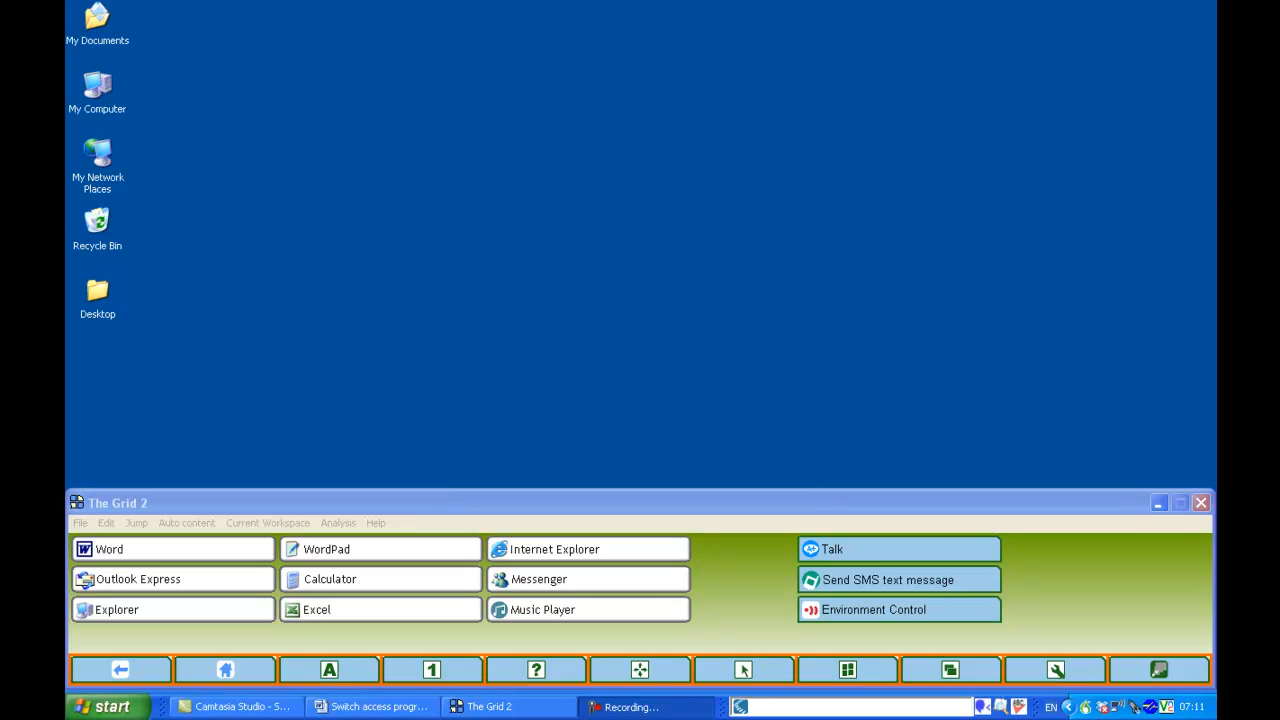 My Documents
My Computer
My Network
Places
Recycle Bin
Desktop
The Grid 2
File Edit Jump Auto content Current Workspace Analysis Help
Word WordPad Internet Explorer Talk
Outlook Express Calculator Messenger Send SMS text message
Explorer Excel Music Player Environment Control
A 1 ?
start Camtasia Studio - S... Switch access progr... The Grid 2 Recording... EN 07:11